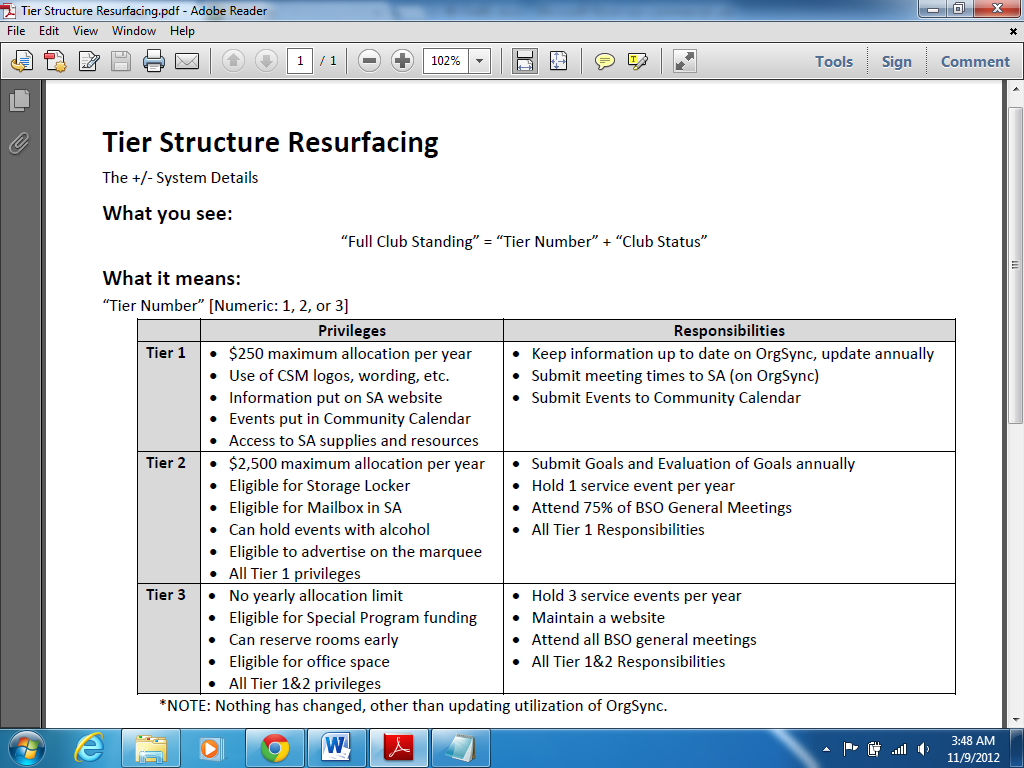 Tier Structure Resurfacing.pdf - Adobe Reader
File Edit View Window Help
1 / 1 102% Tools Sign Comment
Tier Structure Resurfacing
The +/- System Details
What you see:
“Full Club Standing” = “Tier Number” + “Club Status”
What it means:
“Tier Number” [Numeric: 1, 2, or 3]
Privileges Responsibilities
Tier 1
• $250 maximum allocation per year
• Use of CSM logos, wording, etc.
• Information put on SA website
• Events put in Community Calendar
• Access to SA supplies and resources
• Keep information up to date on OrgSync, update annually
• Submit meeting times to SA (on OrgSync)
• Submit Events to Community Calendar
Tier 2
• $2,500 maximum allocation per year
• Eligible for Storage Locker
• Eligible for Mailbox in SA
• Can hold events with alcohol
• Eligible to advertise on the marquee
• All Tier 1 privileges
• Submit Goals and Evaluation of Goals annually
• Hold 1 service event per year
• Attend 75% of BSO General Meetings
• All Tier 1 Responsibilities
Tier 3
• No yearly allocation limit
• Eligible for Special Program funding
• Can reserve rooms early
• Eligible for office space
• All Tier 1&2 privileges
• Hold 3 service events per year
• Maintain a website
• Attend all BSO general meetings
• All Tier 1&2 Responsibilities
*NOTE: Nothing has changed, other than updating utilization of OrgSync.
3:48 AM
11/9/2012